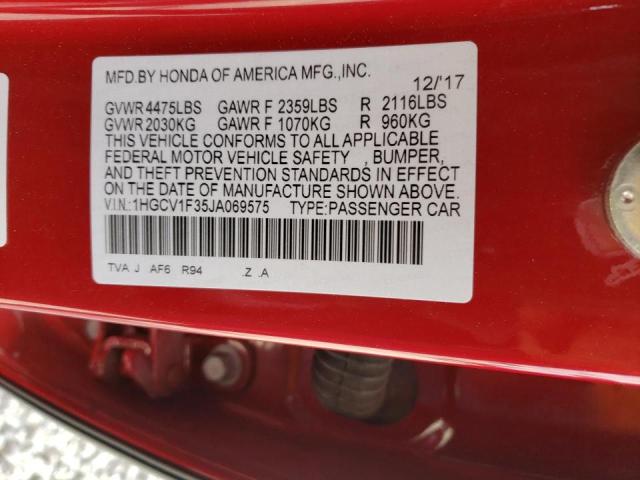 MFD.BY HONDA OF AMERICA MFG.,INC. 12/'17
GVWR 4475LBS GAWR F 2359LBS R 2116LBS
GVWR 2030KG GAWR F 1070KG R 960KG
THIS VEHICLE CONFORMS TO ALL APPLICABLE
FEDERAL MOTOR VEHICLE SAFETY , BUMPER,
AND THEFT PREVENTION STANDARDS IN EFFECT
ON THE DATE OF MANUFACTURE SHOWN ABOVE.
V.I.N.:1HGCV1F35JA069575 TYPE:PASSENGER CAR
TVA J AF6 R94 .Z .A